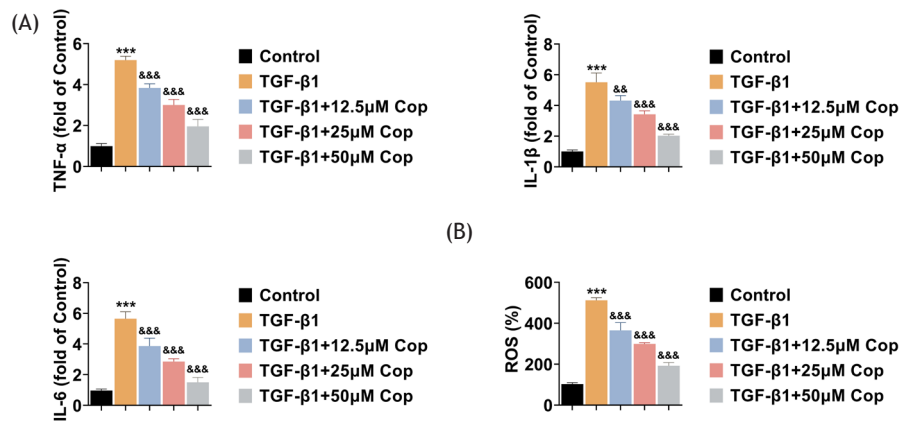 (A)
TNF-α (fold of Control)
6
4
2
0
***
&&&
&&&
&&&
Control
TGF-β1
TGF-β1+12.5μM Cop
TGF-β1+25μM Cop
TGF-β1+50μM Cop
IL-1β (fold of Control)
8
6
4
2
0
***
&&
&&&
&&&
Control
TGF-β1
TGF-β1+12.5μM Cop
TGF-β1+25μM Cop
TGF-β1+50μM Cop
IL-6 (fold of Control)
8
6
4
2
0
***
&&&
&&&
&&&
Control
TGF-β1
TGF-β1+12.5μM Cop
TGF-β1+25μM Cop
TGF-β1+50μM Cop
(B)
ROS (%)
600
400
200
0
***
&&&
&&&
&&&
Control
TGF-β1
TGF-β1+12.5μM Cop
TGF-β1+25μM Cop
TGF-β1+50μM Cop